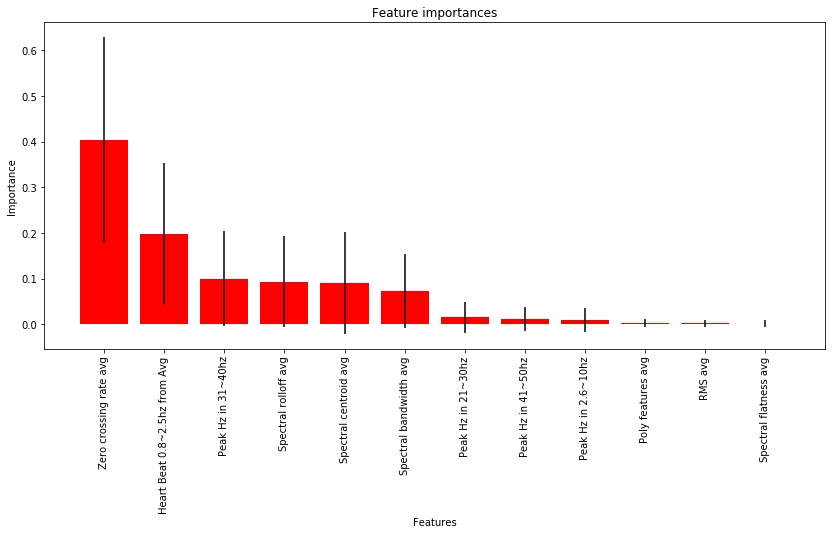 Feature importances
Importance
0.6
0.5
0.4
0.3
0.2
0.1
0.0
Zero crossing rate avg
Heart Beat 0.8~2.5hz from Avg
Peak Hz in 31~40hz
Spectral rolloff avg
Spectral centroid avg
Spectral bandwidth avg
Peak Hz in 21~30hz
Peak Hz in 41~50hz
Peak Hz in 2.6~10hz
Poly features avg
RMS avg
Spectral flatness avg
Features